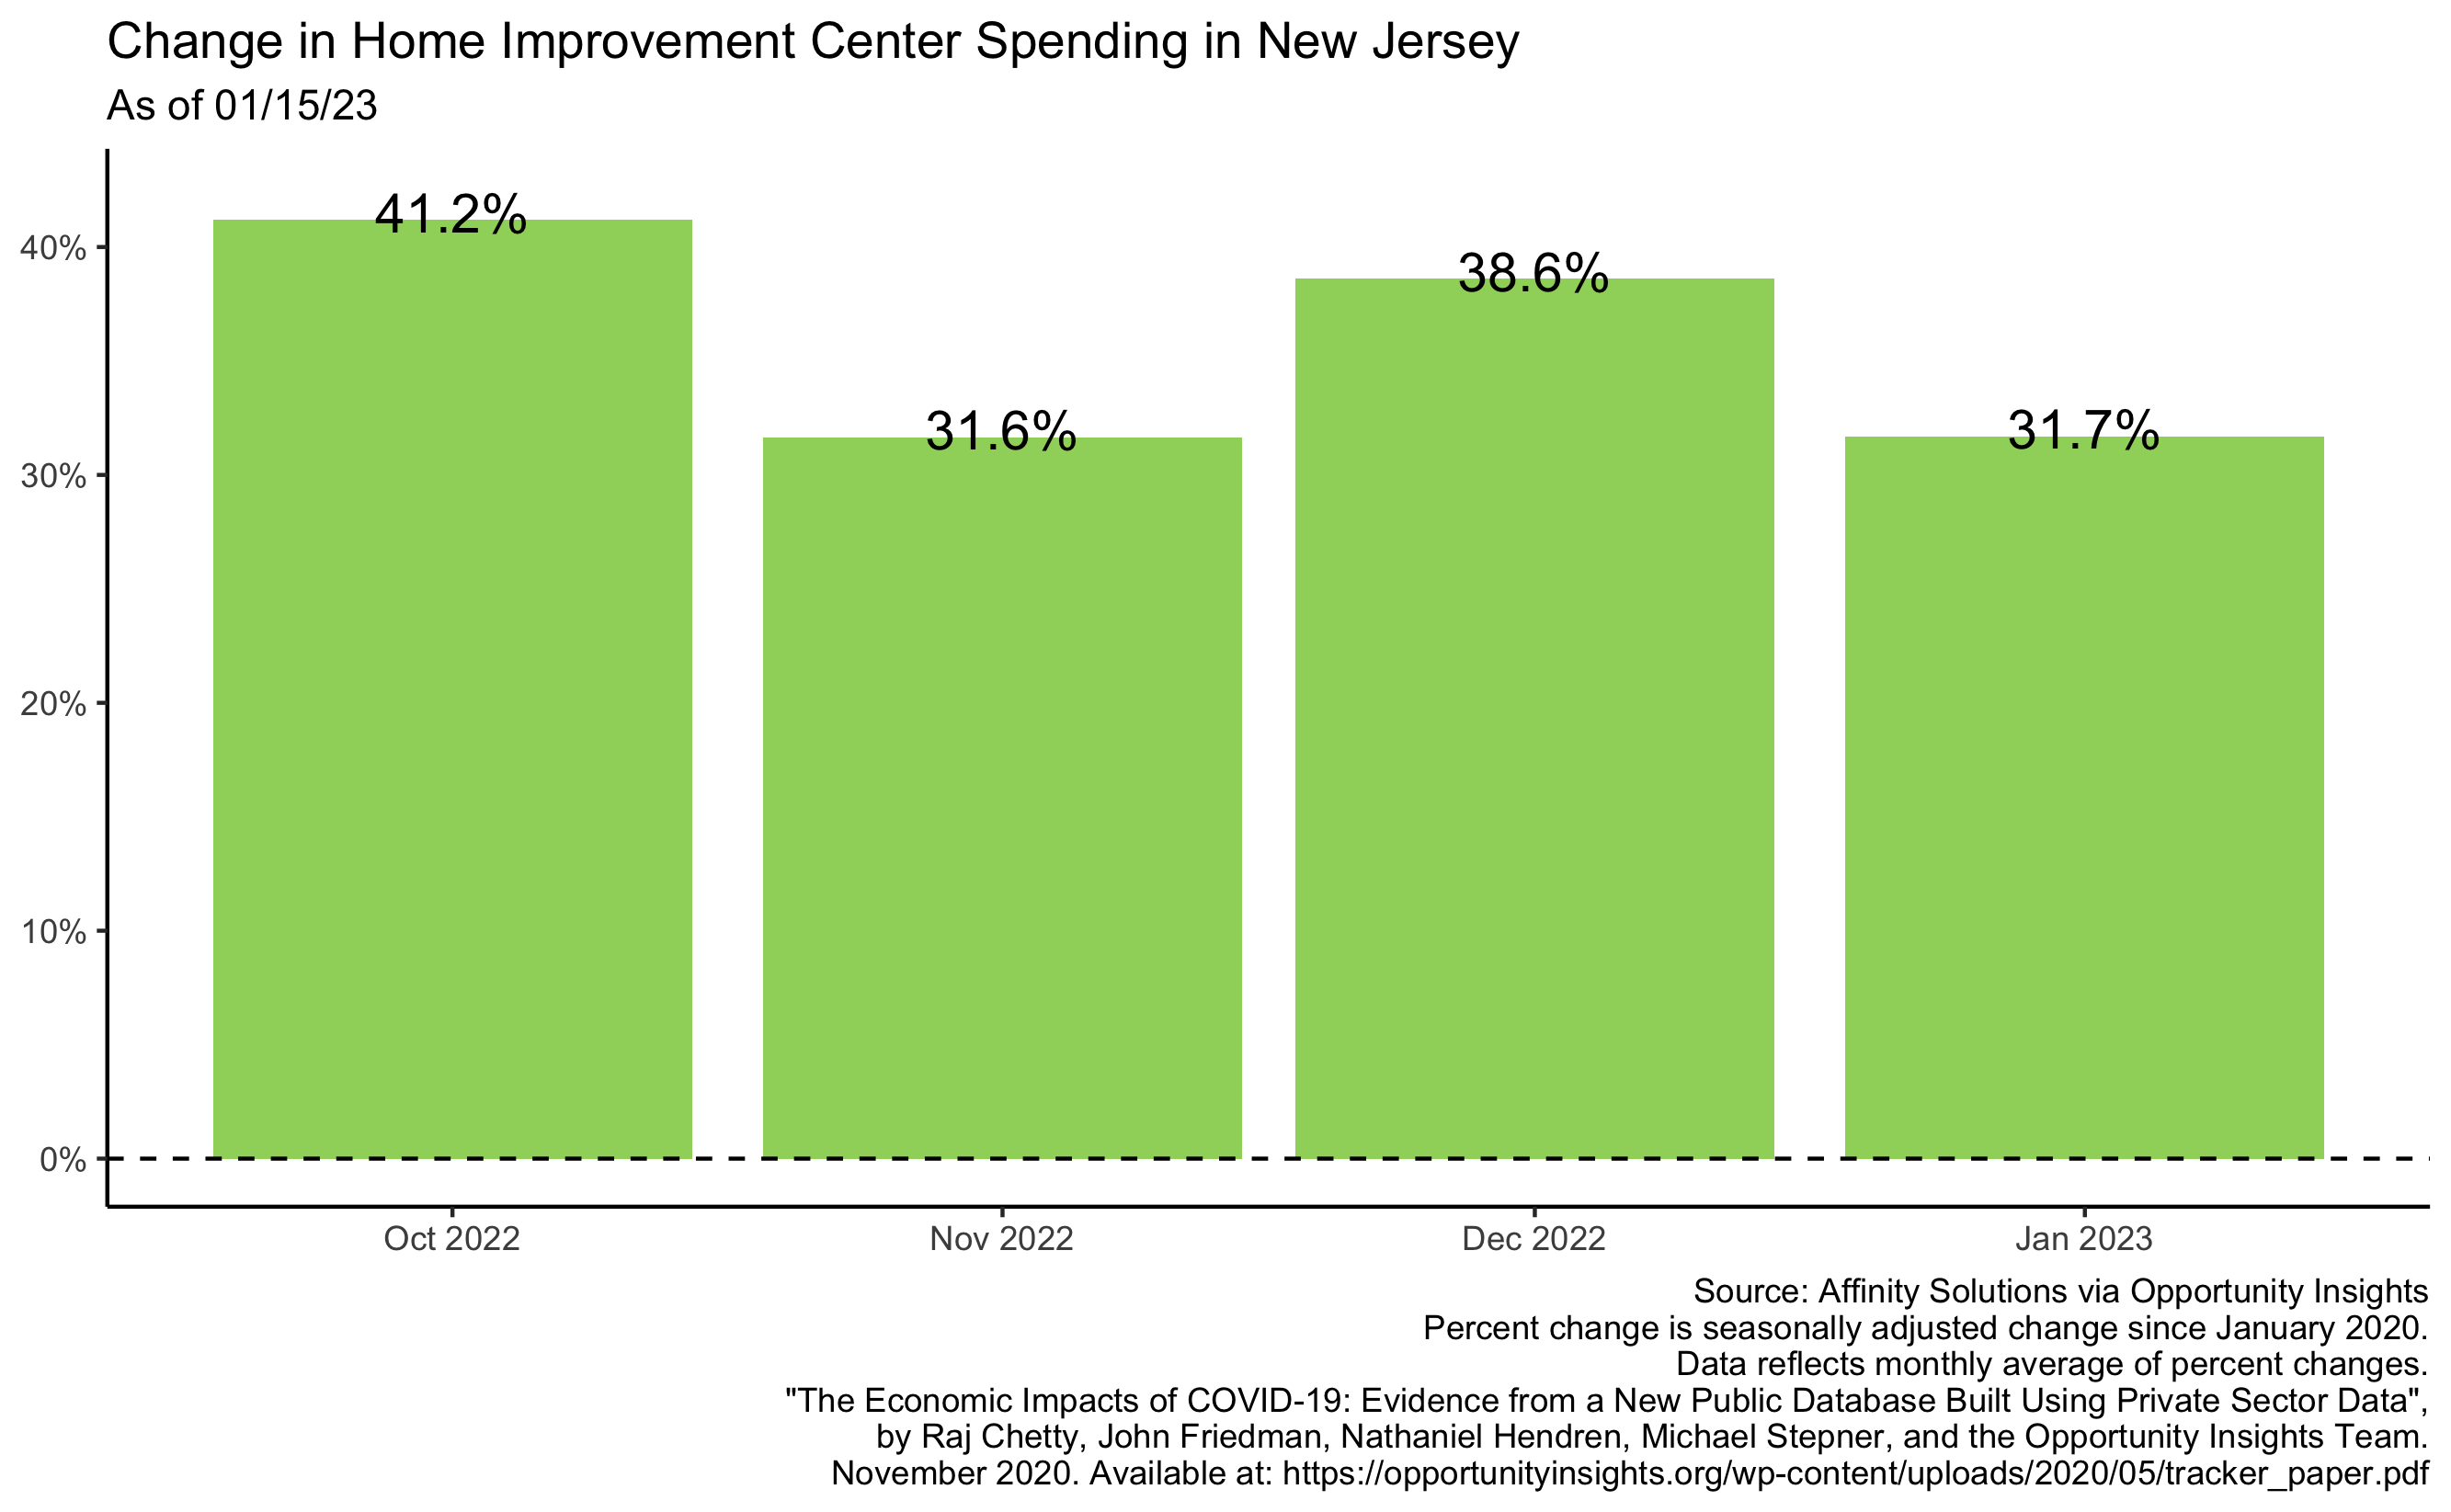 Change in Home Improvement Center Spending in New Jersey
As of 01/15/23
41.2%
31.6%
38.6%
31.7%
40%
30%
20%
10%
0%
Oct 2022
Nov 2022
Dec 2022
Jan 2023
Source: Affinity Solutions via Opportunity Insights
Percent change is seasonally adjusted change since January 2020.
Data reflects monthly average of percent changes.
"The Economic Impacts of COVID-19: Evidence from a New Public Database Built Using Private Sector Data",
by Raj Chetty, John Friedman, Nathaniel Hendren, Michael Stepner, and the Opportunity Insights Team.
November 2020. Available at: https://opportunityinsights.org/wp-content/uploads/2020/05/tracker_paper.pdf